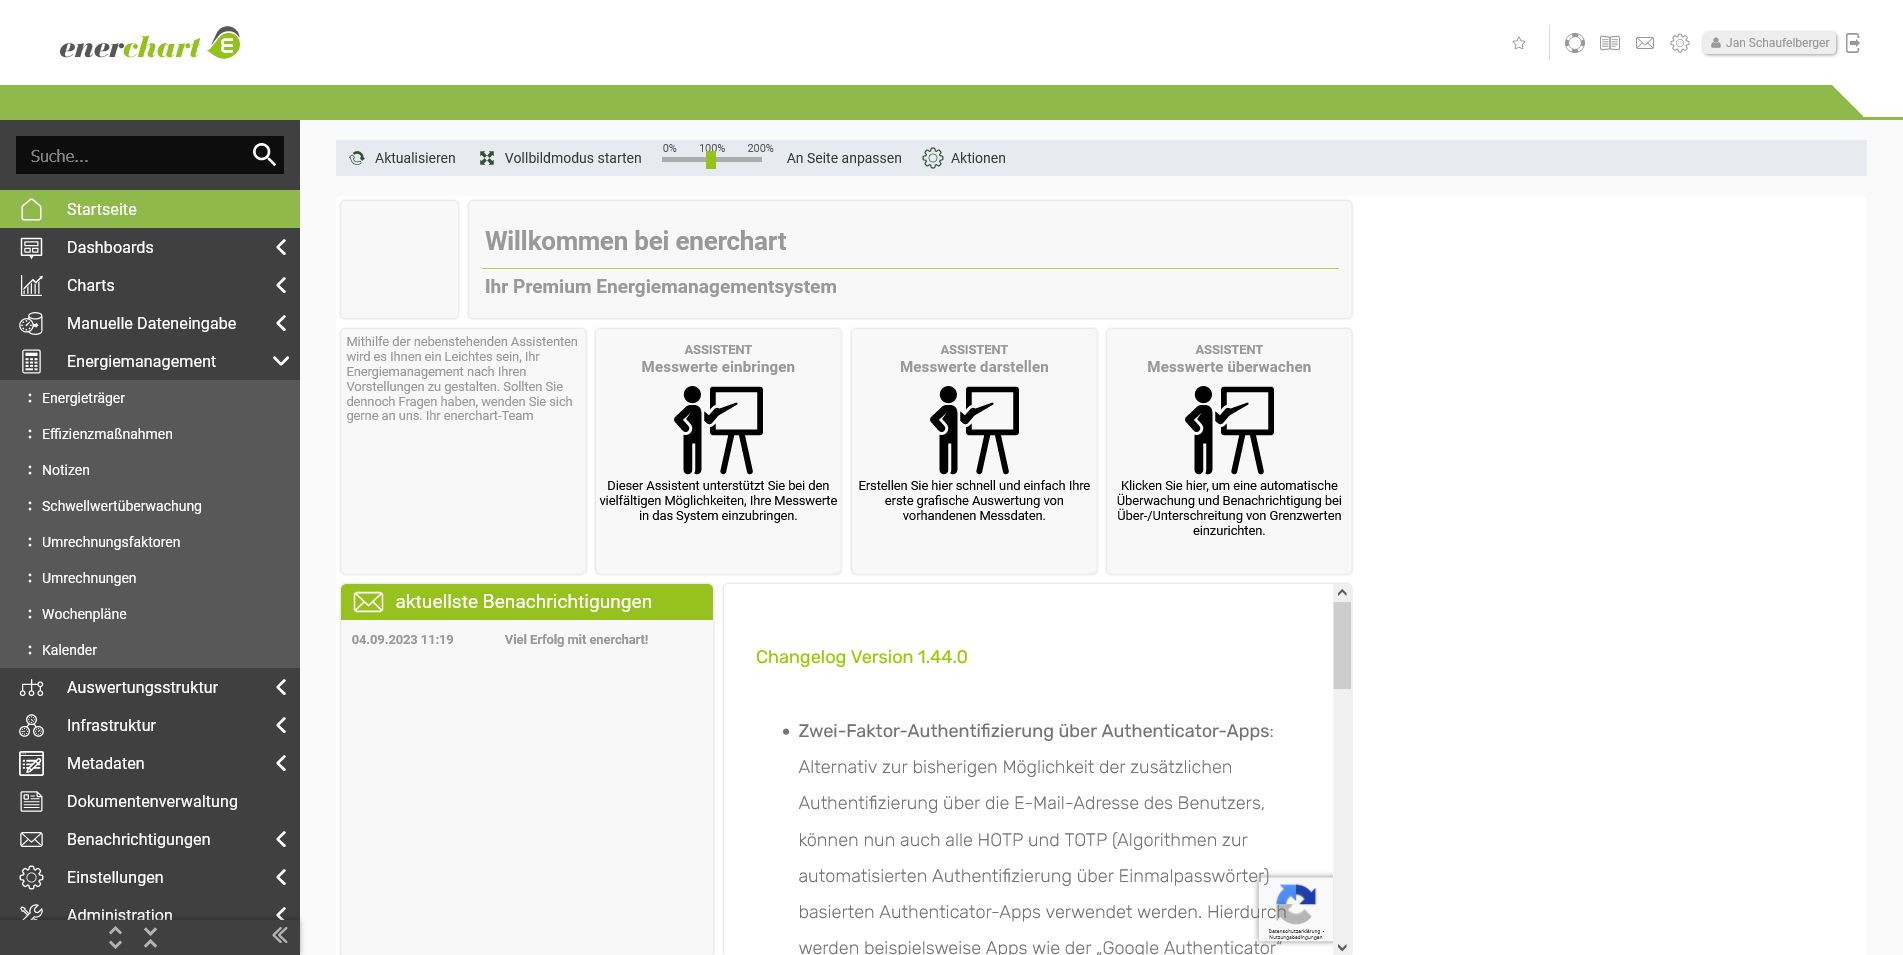 enerchart
Jan Schaufelberger
Suche...
Startseite
Dashboards
Charts
Manuelle Dateneingabe
Energiemanagement
: Energieträger
: Effizienzmaßnahmen
: Notizen
: Schwellwertüberwachung
: Umrechnungsfaktoren
: Umrechnungen
: Wochenpläne
: Kalender
Auswertungsstruktur
Infrastruktur
Metadaten
Dokumentenverwaltung
Benachrichtigungen
Einstellungen
Administration
Aktualisieren
Vollbildmodus starten
0% 100% 200%
An Seite anpassen
Aktionen
Willkommen bei enerchart
Ihr Premium Energiemanagementsystem
Mithilfe der nebenstehenden Assistenten
wird es Ihnen ein Leichtes sein, Ihr
Energiemanagement nach Ihren
Vorstellungen zu gestalten. Sollten Sie
dennoch Fragen haben, wenden Sie sich
gerne an uns. Ihr enerchart-Team
ASSISTENT
Messwerte einbringen
Dieser Assistent unterstützt Sie bei den
vielfältigen Möglichkeiten, Ihre Messwerte
in das System einzubringen.
ASSISTENT
Messwerte darstellen
Erstellen Sie hier schnell und einfach Ihre
erste grafische Auswertung von
vorhandenen Messdaten.
ASSISTENT
Messwerte überwachen
Klicken Sie hier, um eine automatische
Überwachung und Benachrichtigung bei
Über-/Unterschreitung von Grenzwerten
einzurichten.
aktuellste Benachrichtigungen
04.09.2023 11:19 Viel Erfolg mit enerchart!
Changelog Version 1.44.0
• Zwei-Faktor-Authentifizierung über Authenticator-Apps:
Alternativ zur bisherigen Möglichkeit der zusätzlichen
Authentifizierung über die E-Mail-Adresse des Benutzers,
können nun auch alle HOTP und TOTP (Algorithmen zur
automatisierten Authentifizierung über Einmalpasswörter)
basierten Authenticator-Apps verwendet werden. Hierdurch
werden beispielsweise Apps wie der „Google Authenticator“
Datenschutzerklärung •
Nutzungsbedingungen